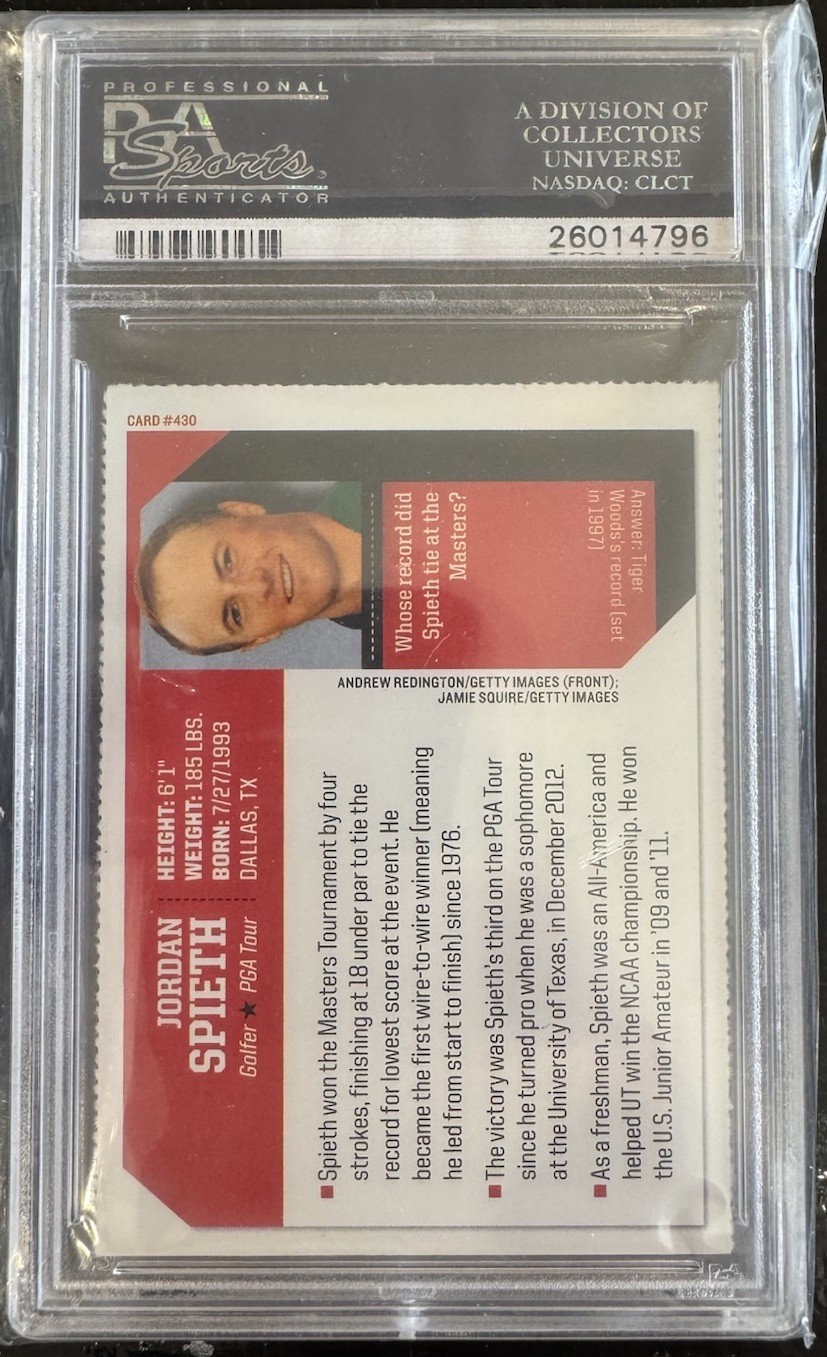 PROFESSIONAL
PSA
Sports
AUTHENTICATOR
A DIVISION OF
COLLECTORS
UNIVERSE
NASDAQ: CLCT
26014796
CARD #430
JORDAN
SPIETH
Golfer ★ PGA Tour
HEIGHT: 6'1"
WEIGHT: 185 LBS.
BORN: 7/27/1993
DALLAS, TX
Whose record did
Spieth tie at the
Masters?
Answer: Tiger
Woods's record (set
in 1997)
ANDREW REDINGTON/GETTY IMAGES (FRONT);
JAMIE SQUIRE/GETTY IMAGES
■ Spieth won the Masters Tournament by four
strokes, finishing at 18 under par to tie the
record for lowest score at the event. He
became the first wire-to-wire winner (meaning
he led from start to finish) since 1976.
■ The victory was Spieth's third on the PGA Tour
since he turned pro when he was a sophomore
at the University of Texas, in December 2012.
■ As a freshman, Spieth was an All-America and
helped UT win the NCAA championship. He won
the U.S. Junior Amateur in '09 and '11.
PSA